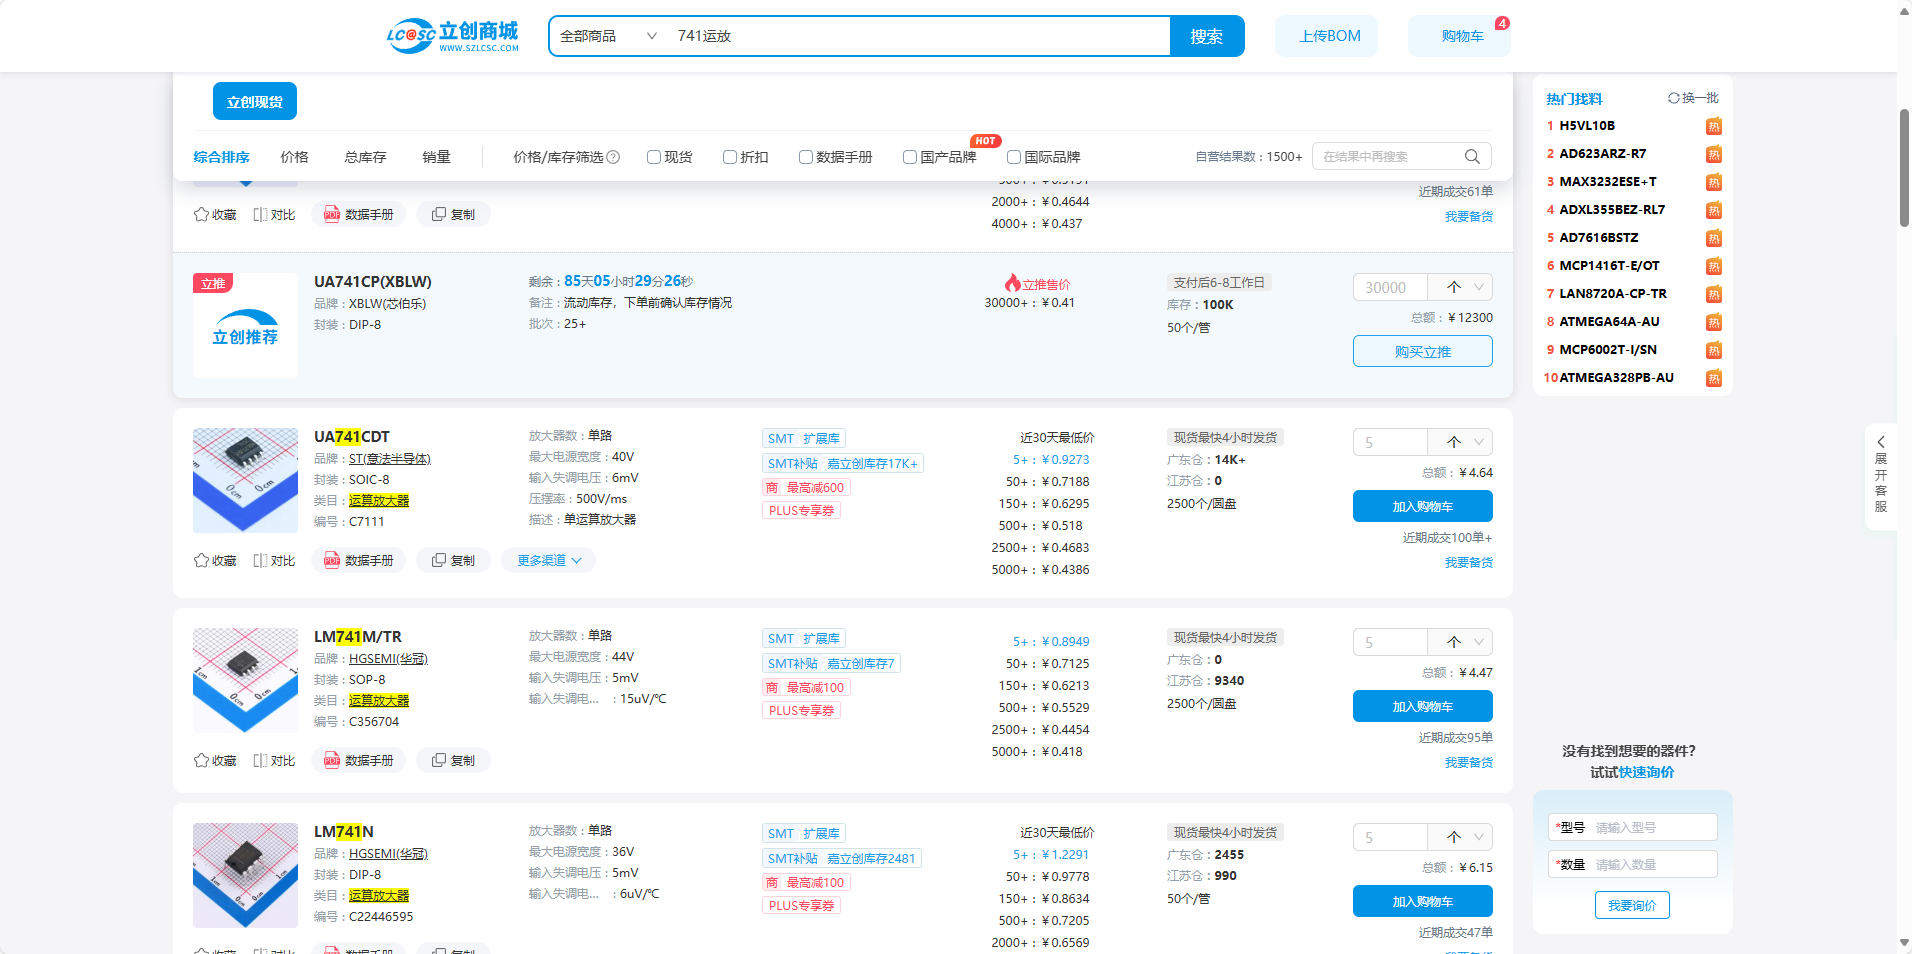 LC@SC 立创商城
WWW.SZLCSC.COM
全部商品
741运放
搜索
上传BOM
购物车
4
立创现货
综合排序
价格
总库存
销量
价格/库存筛选
现货
折扣
数据手册
国产品牌
HOT
国际品牌
自营结果数：1500+
在结果中再搜索
2000+：￥0.4644
4000+：￥0.437
近期成交61单
我要备货
收藏
对比
PDF 数据手册
复制
立推
立创推荐
UA741CP(XBLW)
品牌：XBLW(芯伯乐)
封装：DIP-8
剩余：85天05小时29分26秒
备注：流动库存，下单前确认库存情况
批次：25+
立推售价
30000+：￥0.41
支付后6-8工作日
库存：100K
50个/管
30000 个
总额：￥12300
购买立推
UA741CDT
品牌：ST(意法半导体)
封装：SOIC-8
类目：运算放大器
编号：C7111
放大器数：单路
最大电源宽度：40V
输入失调电压：6mV
压摆率：500V/ms
描述：单运算放大器
SMT 扩展库
SMT补贴 嘉立创库存17K+
商 最高减600
PLUS专享券
近30天最低价
5+：￥0.9273
50+：￥0.7188
150+：￥0.6295
500+：￥0.518
2500+：￥0.4683
5000+：￥0.4386
现货最快4小时发货
广东仓：14K+
江苏仓：0
2500个/圆盘
5 个
总额：￥4.64
加入购物车
近期成交100单+
我要备货
收藏
对比
PDF 数据手册
复制
更多渠道
LM741M/TR
品牌：HGSEMI(华冠)
封装：SOP-8
类目：运算放大器
编号：C356704
放大器数：单路
最大电源宽度：44V
输入失调电压：5mV
输入失调电... ：15uV/℃
SMT 扩展库
SMT补贴 嘉立创库存7
商 最高减100
PLUS专享券
5+：￥0.8949
50+：￥0.7125
150+：￥0.6213
500+：￥0.5529
2500+：￥0.4454
5000+：￥0.418
现货最快4小时发货
广东仓：0
江苏仓：9340
2500个/圆盘
5 个
总额：￥4.47
加入购物车
近期成交95单
我要备货
收藏
对比
PDF 数据手册
复制
LM741N
品牌：HGSEMI(华冠)
封装：DIP-8
类目：运算放大器
编号：C22446595
放大器数：单路
最大电源宽度：36V
输入失调电压：5mV
输入失调电... ：6uV/℃
SMT 扩展库
SMT补贴 嘉立创库存2481
商 最高减100
PLUS专享券
近30天最低价
5+：￥1.2291
50+：￥0.9778
150+：￥0.8634
500+：￥0.7205
2000+：￥0.6569
现货最快4小时发货
广东仓：2455
江苏仓：990
50个/管
5 个
总额：￥6.15
加入购物车
近期成交47单
热门找料
换一批
1 H5VL10B 热
2 AD623ARZ-R7 热
3 MAX3232ESE+T 热
4 ADXL355BEZ-RL7 热
5 AD7616BSTZ 热
6 MCP1416T-E/OT 热
7 LAN8720A-CP-TR 热
8 ATMEGA64A-AU 热
9 MCP6002T-I/SN 热
10 ATMEGA328PB-AU 热
展开客服
没有找到想要的器件？
试试快速询价
*型号 请输入型号
*数量 请输入数量
我要询价